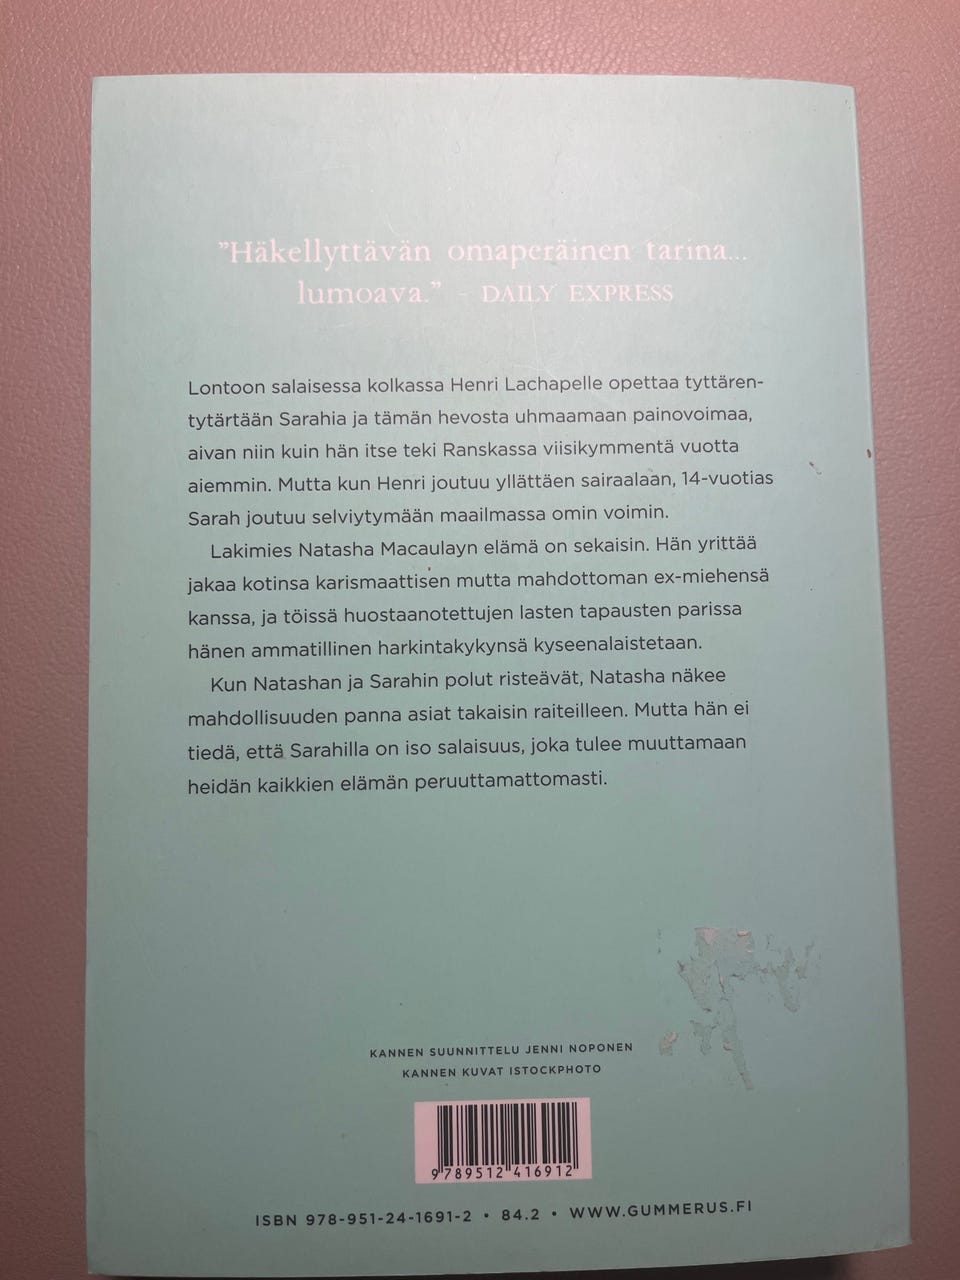 ”Häkellyttävän omaperäinen tarina...
lumoava.” – DAILY EXPRESS
Lontoon salaisessa kolkassa Henri Lachapelle opettaa tyttären-
tytärtään Sarahia ja tämän hevosta uhmaamaan painovoimaa,
aivan niin kuin hän itse teki Ranskassa viisikymmentä vuotta
aiemmin. Mutta kun Henri joutuu yllättäen sairaalaan, 14-vuotias
Sarah joutuu selviytymään maailmassa omin voimin.
Lakimies Natasha Macaulayn elämä on sekaisin. Hän yrittää
jakaa kotinsa karismaattisen mutta mahdottoman ex-miehensä
kanssa, ja töissä huostaanotettujen lasten tapausten parissa
hänen ammatillinen harkintakykynsä kyseenalaistetaan.
Kun Natashan ja Sarahin polut risteävät, Natasha näkee
mahdollisuuden panna asiat takaisin raiteilleen. Mutta hän ei
tiedä, että Sarahilla on iso salaisuus, joka tulee muuttamaan
heidän kaikkien elämän peruuttamattomasti.
KANNEN SUUNNITTELU JENNI NOPONEN
KANNEN KUVAT ISTOCKPHOTO
9 789512 416912
ISBN 978-951-24-1691-2 • 84.2 • WWW.GUMMERUS.FI